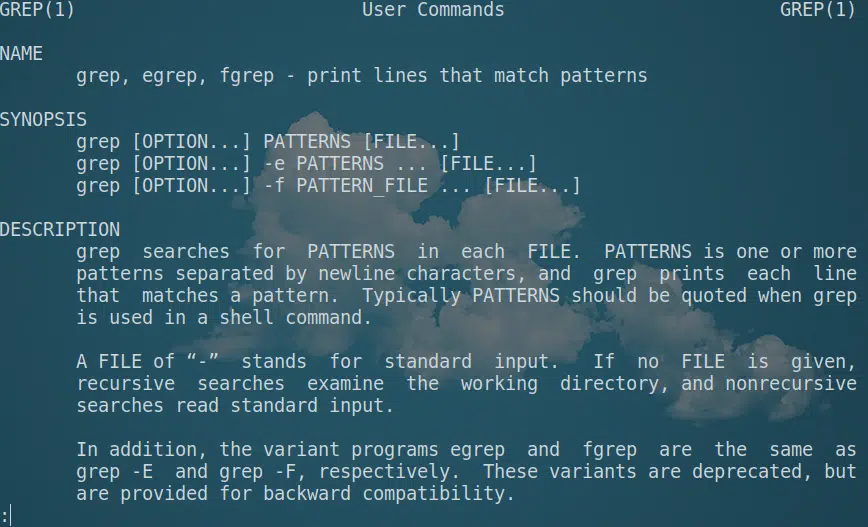 GREP(1) User Commands GREP(1)
NAME
grep, egrep, fgrep - print lines that match patterns
SYNOPSIS
grep [OPTION...] PATTERNS [FILE...]
grep [OPTION...] -e PATTERNS ... [FILE...]
grep [OPTION...] -f PATTERN_FILE ... [FILE...]
DESCRIPTION
grep searches for PATTERNS in each FILE. PATTERNS is one or more
patterns separated by newline characters, and grep prints each line
that matches a pattern. Typically PATTERNS should be quoted when grep
is used in a shell command.
A FILE of “-” stands for standard input. If no FILE is given,
recursive searches examine the working directory, and nonrecursive
searches read standard input.
In addition, the variant programs egrep and fgrep are the same as
grep -E and grep -F, respectively. These variants are deprecated, but
are provided for backward compatibility.
: